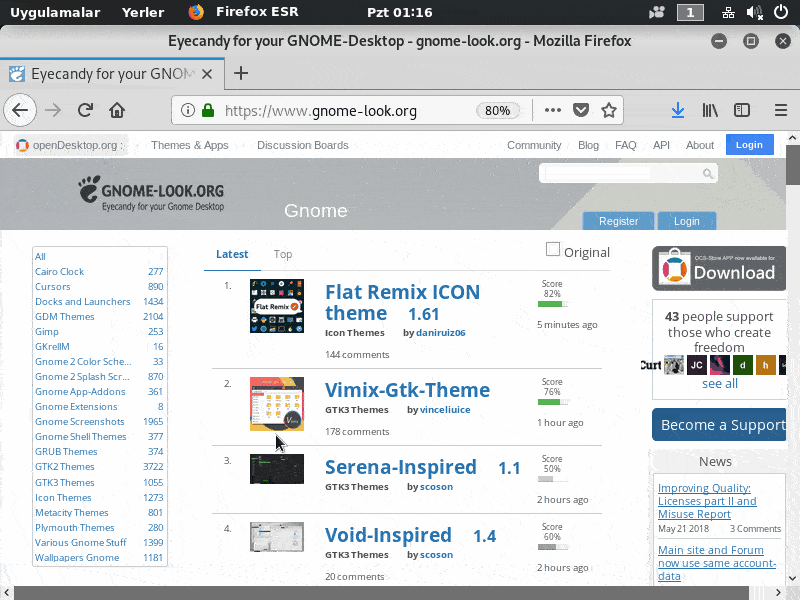 Uygulamalar Yerler Firefox ESR Pzt 01:16 1
Eyecandy for your GNOME-Desktop - gnome-look.org - Mozilla Firefox
Eyecandy for your GNOM
https://www.gnome-look.org 80%
openDesktop.org : Themes & Apps Discussion Boards Community Blog FAQ API About Login
GNOME-LOOK.ORG
Eyecandy for your Gnome Desktop
Gnome
Register Login
All
Cairo Clock 277
Cursors 890
Docks and Launchers 1434
GDM Themes 2104
Gimp 253
GKrellM 16
Gnome 2 Color Sche... 33
Gnome 2 Splash Scr... 870
Gnome App-Addons 361
Gnome Extensions 8
Gnome Screenshots 1965
Gnome Shell Themes 377
GRUB Themes 374
GTK2 Themes 3722
GTK3 Themes 1055
Icon Themes 1273
Metacity Themes 801
Plymouth Themes 280
Various Gnome Stuff 1399
Wallpapers Gnome 1181
Latest Top Original
1.
Flat Remix
Flat Remix ICON
theme 1.61
Icon Themes by daniruiz06
144 comments
Score
82%
5 minutes ago
2.
Vimix-Gtk-Theme
GTK3 Themes by vinceliuice
178 comments
Score
76%
1 hour ago
3.
Serena-Inspired 1.1
GTK3 Themes by scoson
Score
50%
2 hours ago
4.
Void-Inspired 1.4
GTK3 Themes by scoson
20 comments
Score
60%
2 hours ago
OCS-Store APP now available for
Download
43 people support
those who create
freedom
Curt JC d h
see all
Become a Support
News
Improving Quality:
Licenses part II and
Misuse Report
May 21 2018 3 Comments
Main site and Forum
now use same account-
data